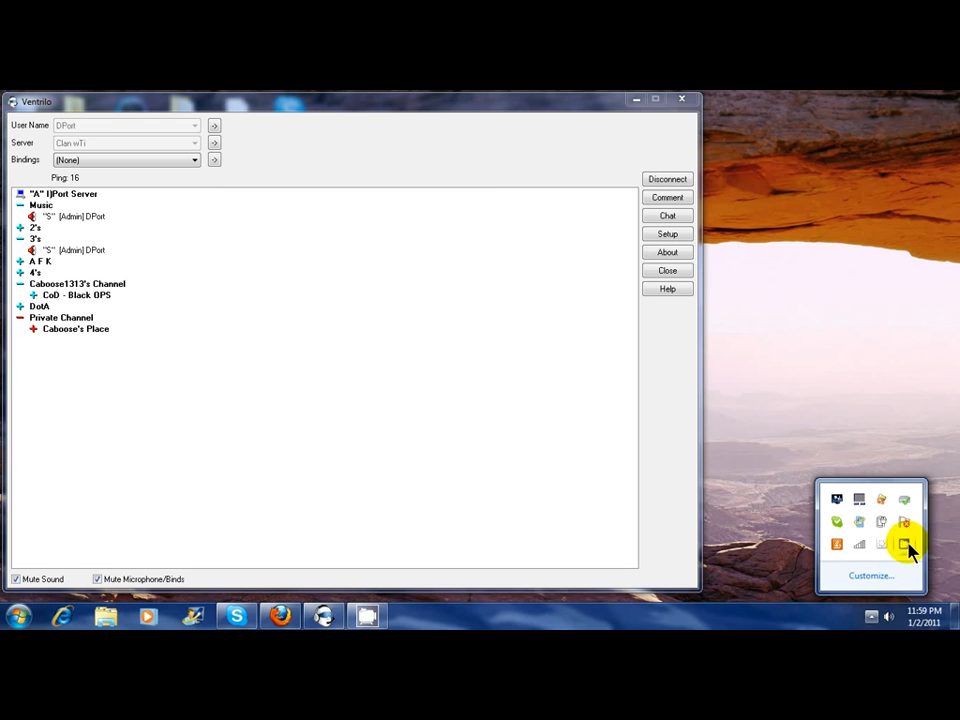 Ventrilo
User Name DPort
Server Clan wTi
Bindings (None)
Ping: 16
Disconnect
Comment
Chat
Setup
About
Close
Help
"A" I)Port Server
Music
"S" [Admin] DPort
2's
3's
"S" [Admin] DPort
A F K
4's
Caboose1313's Channel
CoD - Black OPS
DotA
Private Channel
Caboose's Place
Mute Sound Mute Microphone/Binds
Customize...
11:59 PM
1/2/2011